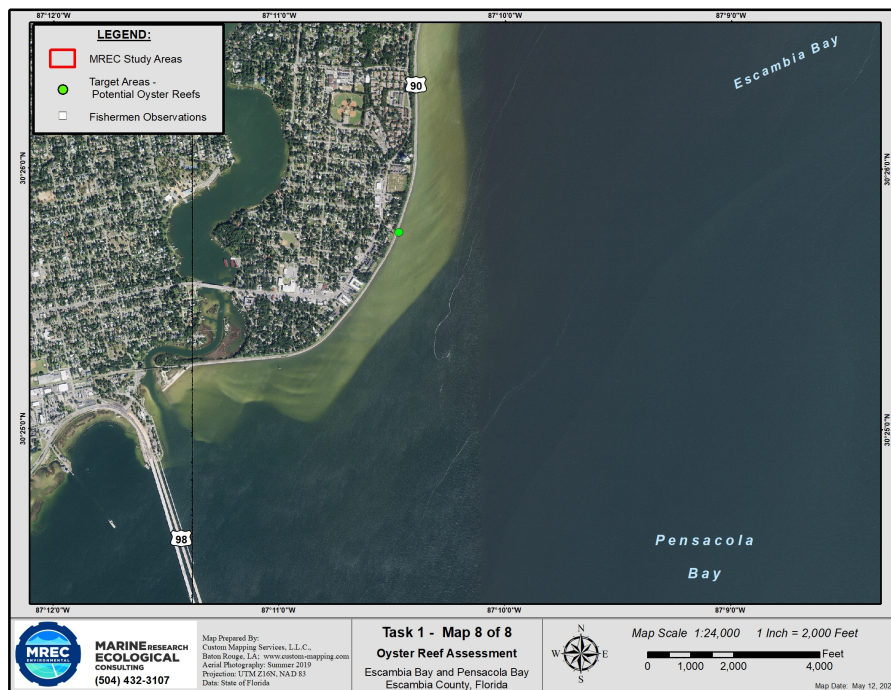 87°12'0"W
87°11'0"W
87°10'0"W
87°9'0"W
LEGEND:
MREC Study Areas
Target Areas -
Potential Oyster Reefs
Fishermen Observations
90
Escambia Bay
30°26'0"N
30°26'0"N
30°25'0"N
30°25'0"N
98
Pensacola
Bay
87°12'0"W
87°11'0"W
87°10'0"W
87°9'0"W
MREC
ENVIRONMENTAL
MARINE RESEARCH
ECOLOGICAL
CONSULTING
(504) 432-3107
Map Prepared By:
Custom Mapping Services, L.L.C.,
Baton Rouge, LA; www.custom-mapping.com
Aerial Photography: Summer 2019
Projection: UTM Z16N, NAD 83
Data: State of Florida
Task 1 - Map 8 of 8
Oyster Reef Assessment
Escambia Bay and Pensacola Bay
Escambia County, Florida
N
W
E
S
Map Scale 1:24,000 1 Inch = 2,000 Feet
Feet
0 1,000 2,000 4,000
Map Date: May 12, 202